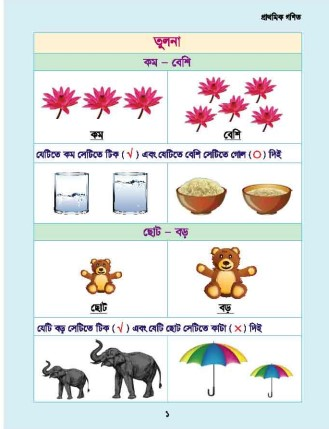 প্রাথমিক গণিত
তুলনা
কম – বেশি
কম
বেশি
যেটিতে কম সেটিতে টিক ( √ ) এবং যেটিতে বেশি সেটিতে গোল ( O ) দিই
ছোট – বড়
ছোট
বড়
যেটি বড় সেটিতে টিক ( √ ) এবং যেটি ছোট সেটিতে কাটা ( × ) দিই
১